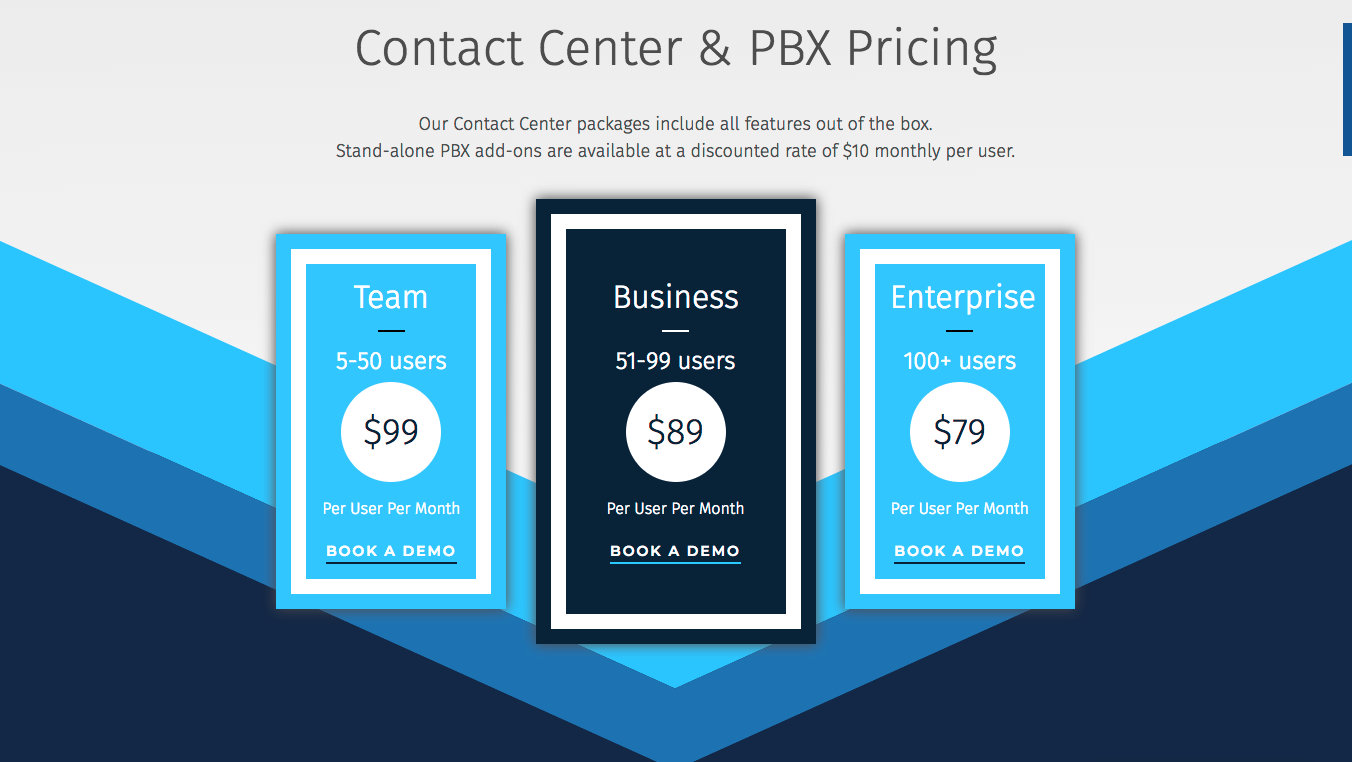 Contact Center & PBX Pricing
Our Contact Center packages include all features out of the box.
Stand-alone PBX add-ons are available at a discounted rate of $10 monthly per user.
Team
5-50 users
$99
Per User Per Month
BOOK A DEMO
Business
51-99 users
$89
Per User Per Month
BOOK A DEMO
Enterprise
100+ users
$79
Per User Per Month
BOOK A DEMO